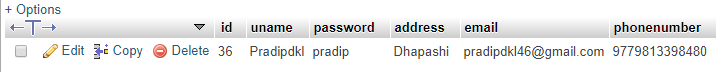 + Options
id uname password address email phonenumber
Edit Copy Delete 36 Pradipdkl pradip Dhapashi pradipdkl46@gmail.com 9779813398480